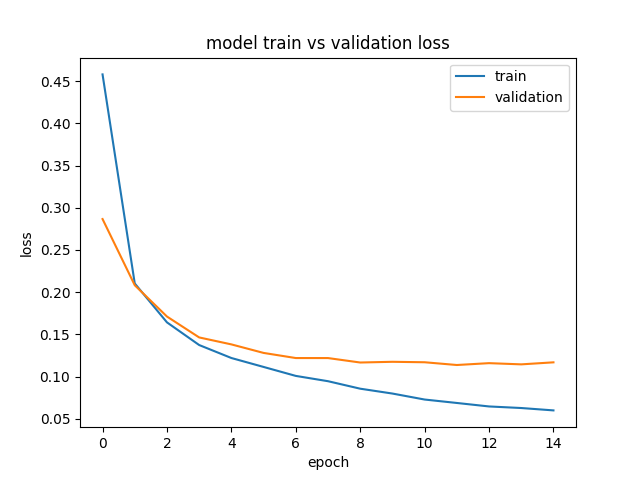 model train vs validation loss
train
validation
0.45
0.40
0.35
0.30
0.25
0.20
0.15
0.10
0.05
loss
0 2 4 6 8 10 12 14
epoch